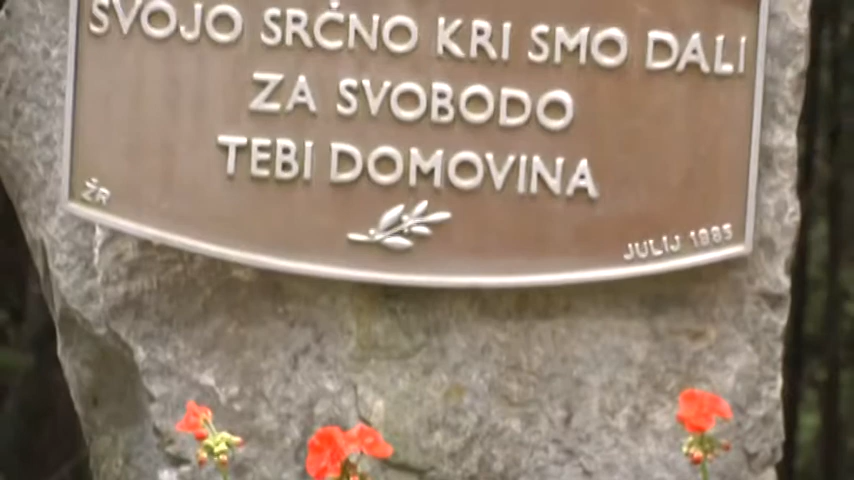 SVOJO SRČNO KRI SMO DALI
ZA SVOBODO
TEBI DOMOVINA
ŽR
JULIJ 1985